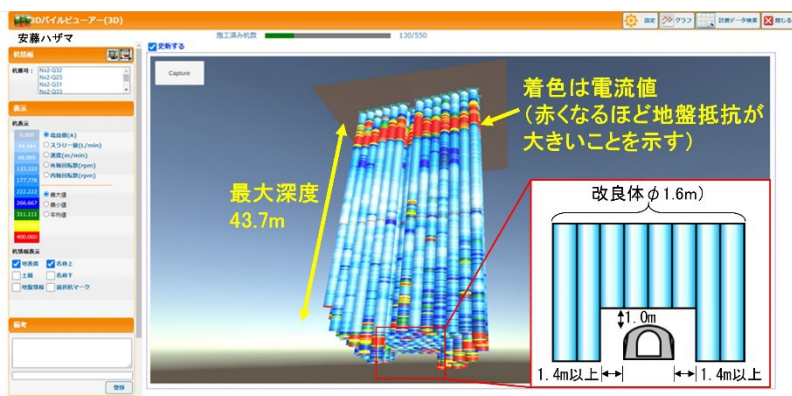 3Dパイルビューアー(3D)
設定
グラフ
計測データ検索
閉じる
安藤ハザマ
施工済み杭数
130/550
杭情報
更新する
杭番号：
No2-Q32
No2-Q23
No2-Q31
No2-Q33
Capture
表示
杭表示
電流値(A)
スラリー量(L/min)
速度(m/min)
外軸回転数(rpm)
内軸回転数(rpm)
133.333
177.778
222.222
266.667
311.111
400.000
最大値
最小値
平均値
杭情報表示
地表面
名称上
土層
名称下
地盤情報
選択杭マーク
備考
登録
着色は電流値
（赤くなるほど地盤抵抗が
大きいことを示す）
最大深度
43.7m
改良体φ1.6m）
1.0m
1.4m以上
1.4m以上